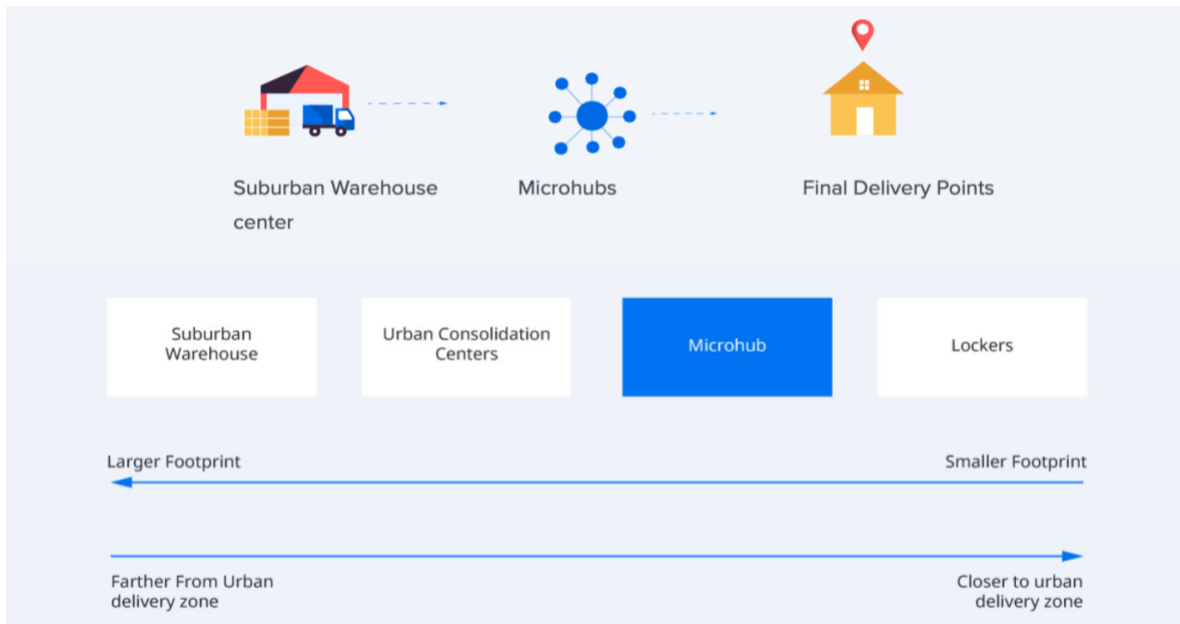 Suburban Warehouse
center
Microhubs
Final Delivery Points
Suburban
Warehouse
Urban Consolidation
Centers
Microhub
Lockers
Larger Footprint
Smaller Footprint
Farther From Urban
delivery zone
Closer to urban
delivery zone